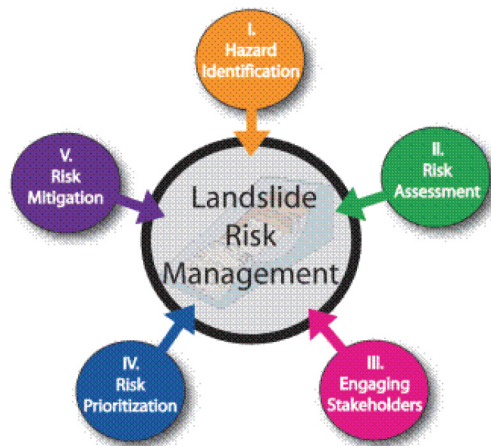 I.
Hazard
Identification
II.
Risk
Assessment
III.
Engaging
Stakeholders
IV.
Risk
Prioritization
V.
Risk
Mitigation
Landslide
Risk
Management